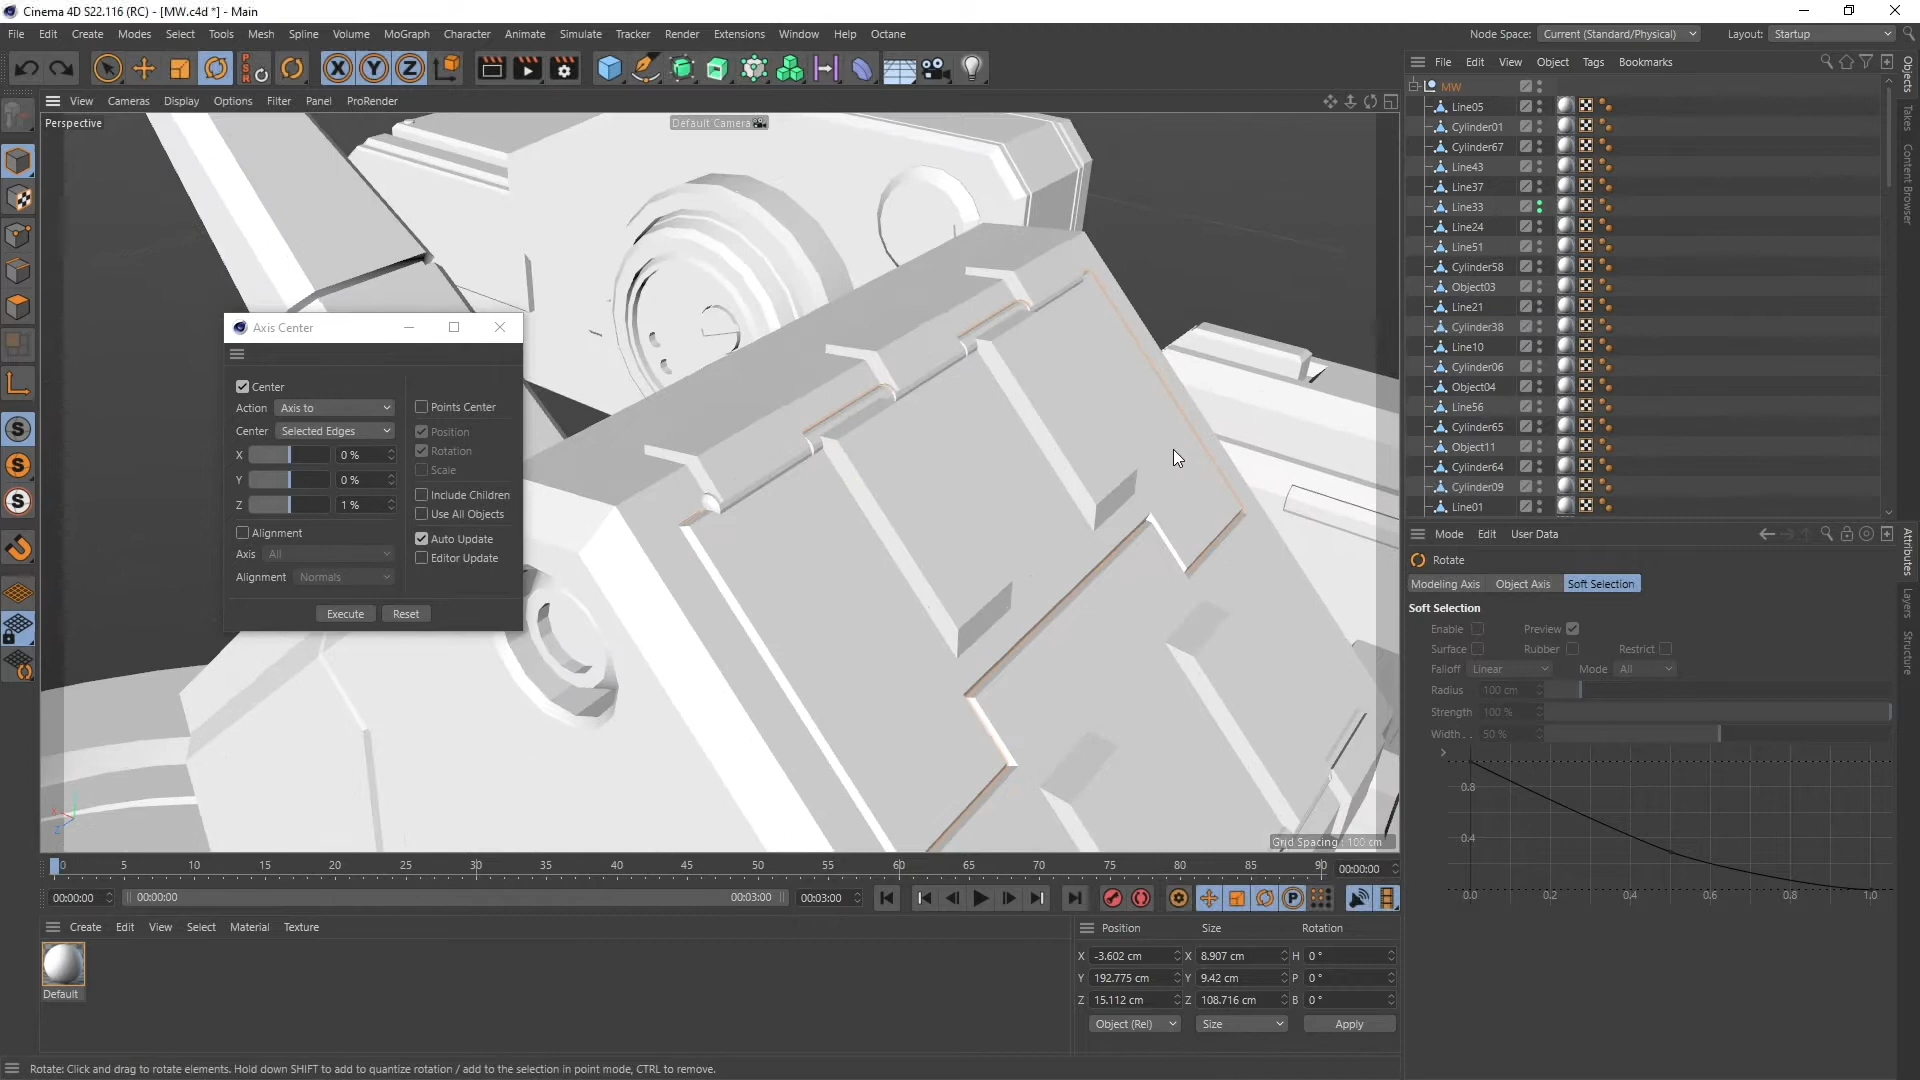 Cinema 4D S22.116 (RC) - [MW.c4d *] - Main
File Edit Create Modes Select Tools Mesh Spline Volume MoGraph Character Animate Simulate Tracker Render Extensions Window Help Octane
Node Space: Current (Standard/Physical) Layout: Startup
View Cameras Display Options Filter Panel ProRender
Perspective
Default Camera
Axis Center
Center
Action Axis to
Center Selected Edges
X 0 %
Y 0 %
Z 1 %
Alignment
Axis All
Alignment Normals
Points Center
Position
Rotation
Scale
Include Children
Use All Objects
Auto Update
Editor Update
Execute Reset
X
Y
Z
Grid Spacing : 100 cm
0 5 10 15 20 25 30 35 40 45 50 55 60 65 70 75 80 85 90 00:00:00
00:00:00 00:00:00 00:03:00 00:03:00
Create Edit View Select Material Texture
Default
Position Size Rotation
X -3.602 cm X 8.907 cm H 0 °
Y 192.775 cm Y 9.42 cm P 0 °
Z 15.112 cm Z 108.716 cm B 0 °
Object (Rel) Size Apply
Rotate: Click and drag to rotate elements. Hold down SHIFT to add to quantize rotation / add to the selection in point mode, CTRL to remove.
File Edit View Object Tags Bookmarks
MW
Line05
Cylinder01
Cylinder67
Line43
Line37
Line33
Line24
Line51
Cylinder58
Object03
Line21
Cylinder38
Line10
Cylinder06
Object04
Line56
Cylinder65
Object11
Cylinder64
Cylinder09
Line01
Objects
Takes
Content Browser
Mode Edit User Data
Rotate
Modeling Axis Object Axis Soft Selection
Soft Selection
Enable Preview
Surface Rubber Restrict
Falloff Linear Mode All
Radius 100 cm
Strength 100 %
Width . . 50 %
0.8
0.4
0.0 0.2 0.4 0.6 0.8 1.0
Attributes
Layers
Structure